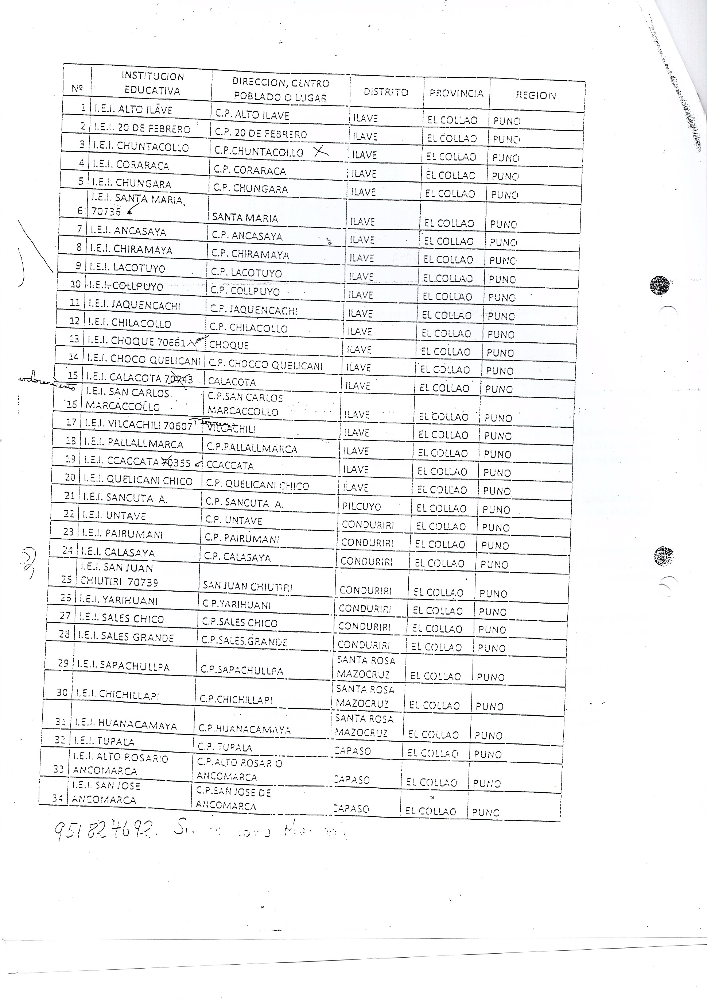 Nº INSTITUCION EDUCATIVA DIRECCION, CENTRO POBLADO O LUGAR DISTRITO PROVINCIA REGION
1 I.E.I. ALTO ILAVE C.P. ALTO ILAVE ILAVE EL COLLAO PUNO
2 I.E.I. 20 DE FEBRERO C.P. 20 DE FEBRERO ILAVE EL COLLAO PUNO
3 I.E.I. CHUNTACOLLO C.P.CHUNTACOLLO X ILAVE EL COLLAO PUNO
4 I.E.I. CORARACA C.P. CORARACA ILAVE EL COLLAO PUNO
5 I.E.I. CHUNGARA C.P. CHUNGARA ILAVE EL COLLAO PUNO
6 I.E.I. SANTA MARIA 70736 SANTA MARIA ILAVE EL COLLAO PUNO
7 I.E.I. ANCASAYA C.P. ANCASAYA ILAVE EL COLLAO PUNO
8 I.E.I. CHIRAMAYA C.P. CHIRAMAYA ILAVE EL COLLAO PUNO
9 I.E.I. LACOTUYO C.P. LACOTUYO ILAVE EL COLLAO PUNO
10 I.E.I. COLLPUYO C.P. COLLPUYO ILAVE EL COLLAO PUNO
11 I.E.I. JAQUENCACHI C.P. JAQUENCACHI ILAVE EL COLLAO PUNO
12 I.E.I. CHILACOLLO C.P. CHILACOLLO ILAVE EL COLLAO PUNO
13 I.E.I. CHOQUE 70661 CHOQUE ILAVE EL COLLAO PUNO
14 I.E.I. CHOCO QUELICANI C.P. CHOCCO QUELICANI ILAVE EL COLLAO PUNO
15 I.E.I. CALACOTA 70743 CALACOTA ILAVE EL COLLAO PUNO
16 I.E.I. SAN CARLOS MARCACCOLLO C.P.SAN CARLOS MARCACCOLLO ILAVE EL COLLAO PUNO
17 I.E.I. VILCACHILI 70607 terreno VILCACHILI ILAVE EL COLLAO PUNO
18 I.E.I. PALLALLMARCA C.P.PALLALLMARCA ILAVE EL COLLAO PUNO
19 I.E.I. CCACCATA 70355 CCACCATA ILAVE EL COLLAO PUNO
20 I.E.I. QUELICANI CHICO C.P. QUELICANI CHICO ILAVE EL COLLAO PUNO
21 I.E.I. SANCUTA A. C.P. SANCUTA A. PILCUYO EL COLLAO PUNO
22 I.E.I. UNTAVE C.P. UNTAVE CONDURIRI EL COLLAO PUNO
23 I.E.I. PAIRUMANI C.P. PAIRUMANI CONDURIRI EL COLLAO PUNO
24 I.E.I. CALASAYA C.P. CALASAYA CONDURIRI EL COLLAO PUNO
25 I.E.I. SAN JUAN CHIUTIRI 70739 SAN JUAN CHIUTIRI CONDURIRI EL COLLAO PUNO
26 I.E.I. YARIHUANI C.P.YARIHUANI CONDURIRI EL COLLAO PUNO
27 I.E.I. SALES CHICO C.P.SALES CHICO CONDURIRI EL COLLAO PUNO
28 I.E.I. SALES GRANDE C.P.SALES GRANDE CONDURIRI EL COLLAO PUNO
29 I.E.I. SAPACHULLPA C.P.SAPACHULLPA SANTA ROSA MAZOCRUZ EL COLLAO PUNO
30 I.E.I. CHICHILLAPI C.P.CHICHILLAPI SANTA ROSA MAZOCRUZ EL COLLAO PUNO
31 I.E.I. HUANACAMAYA C.P.HUANACAMAYA SANTA ROSA MAZOCRUZ EL COLLAO PUNO
32 I.E.I. TUPALA C.P. TUPALA CAPASO EL COLLAO PUNO
33 I.E.I. ALTO ROSARIO ANCOMARCA C.P.ALTO ROSARIO ANCOMARCA CAPASO EL COLLAO PUNO
34 I.E.I. SAN JOSE ANCOMARCA C.P.SAN JOSE DE ANCOMARCA CAPASO EL COLLAO PUNO
951827692.